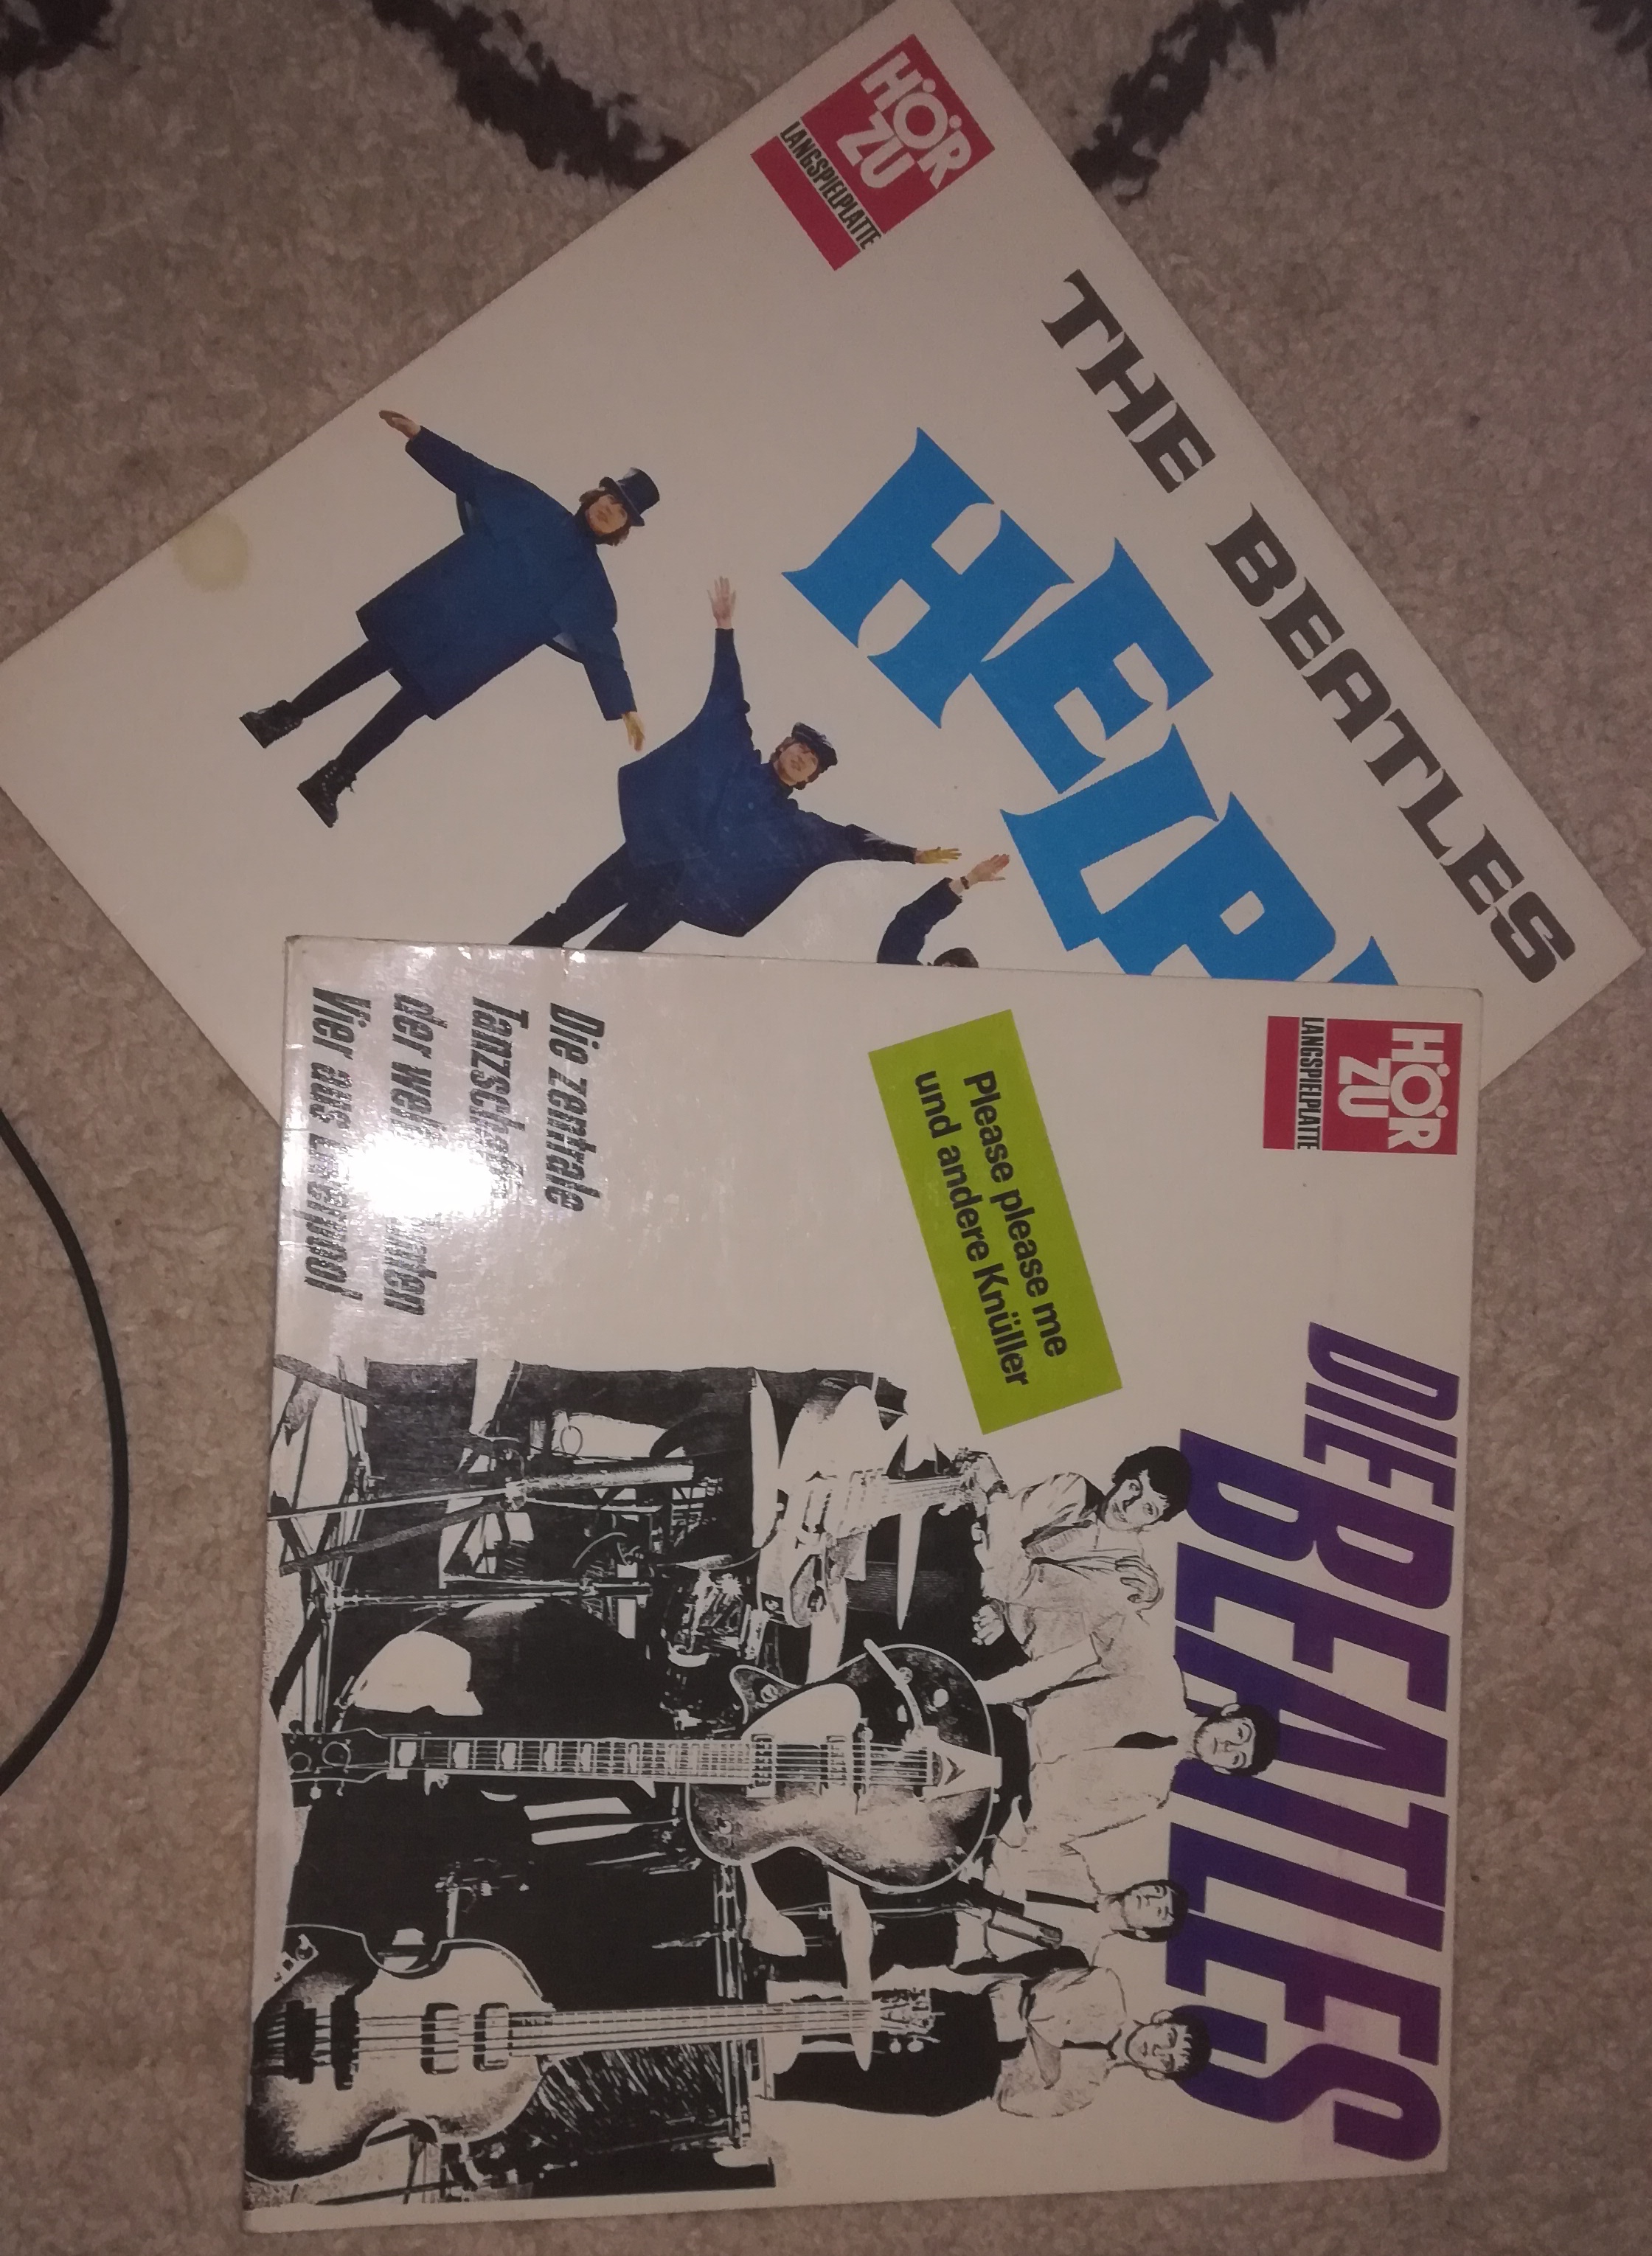 HÖR
ZU
LANGSPIELPLATTE
THE BEATLES
HELP
HÖR
ZU
LANGSPIELPLATTE
DIE BEATLES
BEATLES
Please please me
und andere Knüller
Die zentrale
der
Vier aus